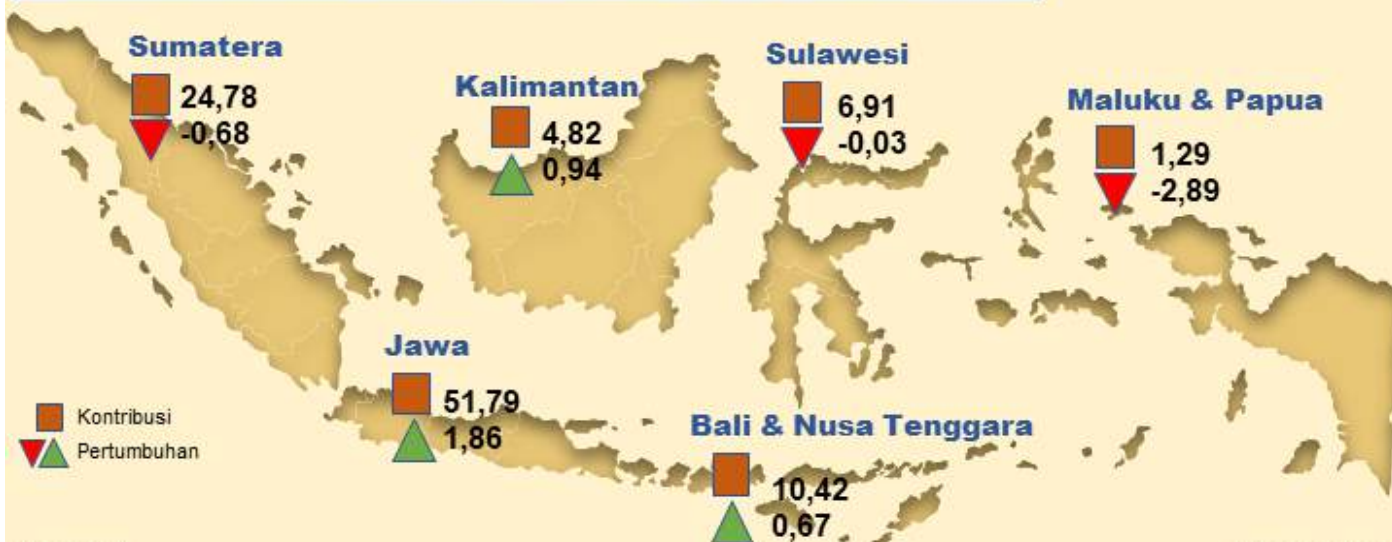 Sumatera
24,78
-0,68
Kalimantan
4,82
0,94
Sulawesi
6,91
-0,03
Maluku & Papua
1,29
-2,89
Jawa
51,79
1,86
Bali & Nusa Tenggara
10,42
0,67
Kontribusi
Pertumbuhan